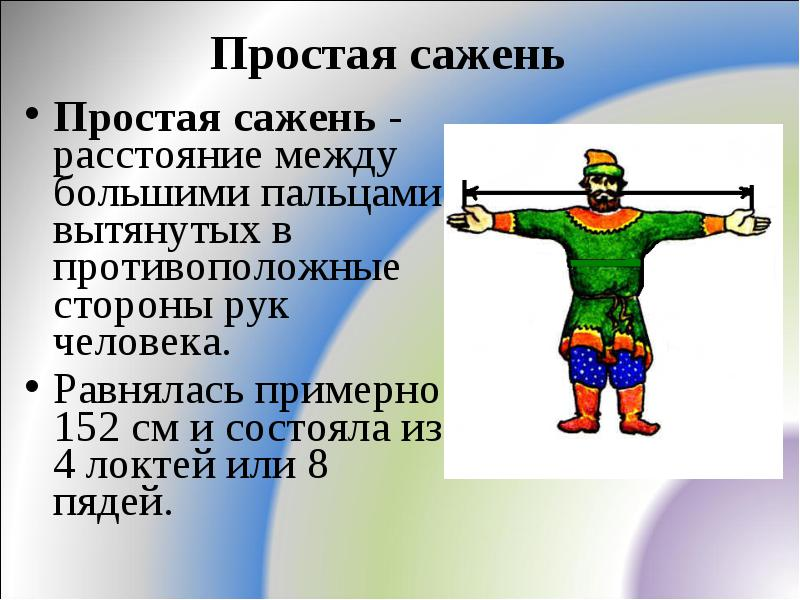 Простая сажень
• Простая сажень -
расстояние между
большими пальцами
вытянутых в
противоположные
стороны рук
человека.
• Равнялась примерно
152 см и состояла из
4 локтей или 8
пядей.